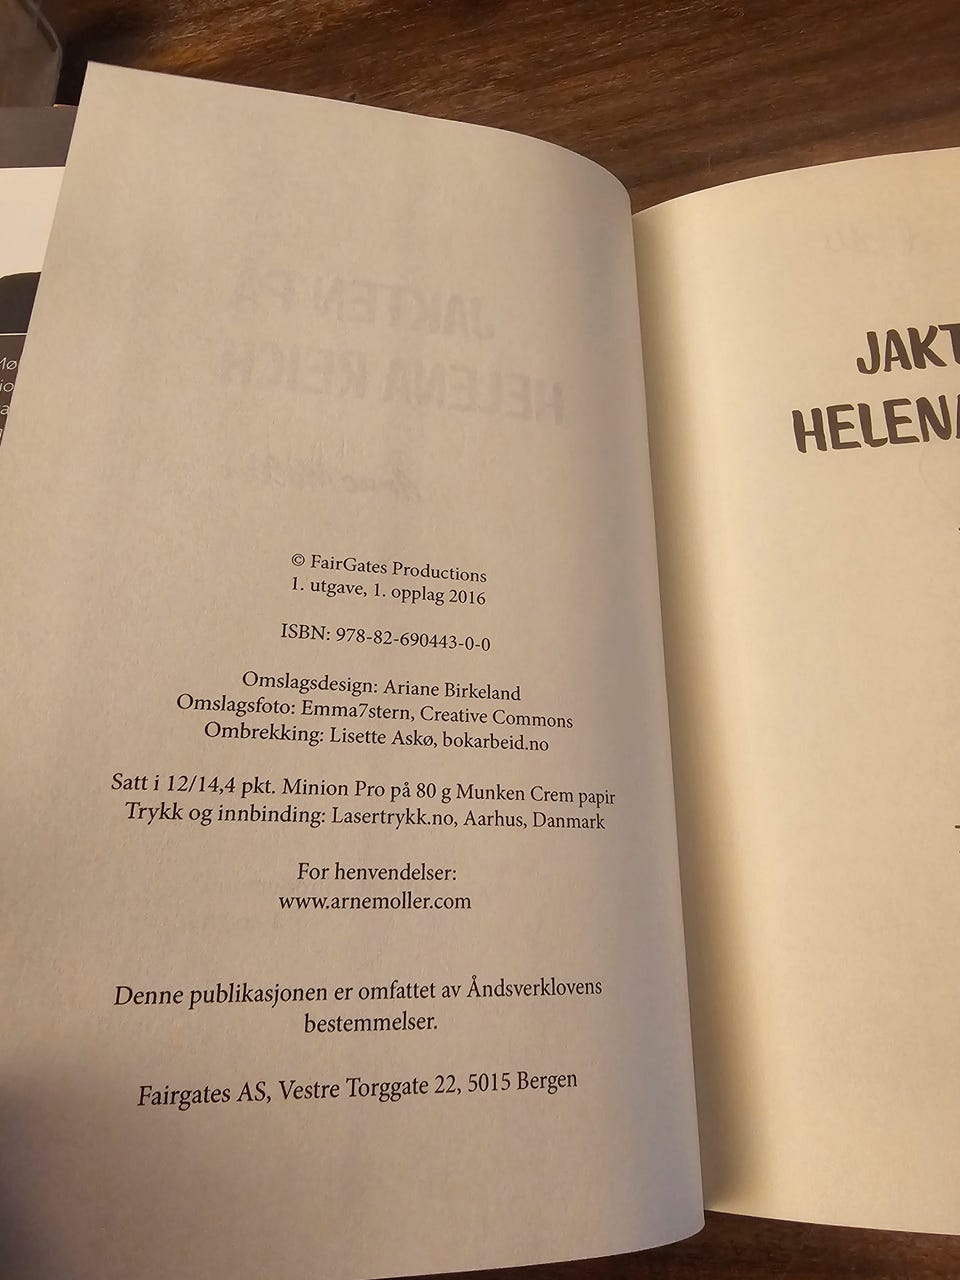 © FairGates Productions
1. utgave, 1. opplag 2016
ISBN: 978-82-690443-0-0
Omslagsdesign: Ariane Birkeland
Omslagsfoto: Emma7stern, Creative Commons
Ombrekking: Lisette Askø, bokarbeid.no
Satt i 12/14,4 pkt. Minion Pro på 80 g Munken Crem papir
Trykk og innbinding: Lasertrykk.no, Aarhus, Danmark
For henvendelser:
www.arnemoller.com
Denne publikasjonen er omfattet av Åndsverklovens
bestemmelser.
Fairgates AS, Vestre Torggate 22, 5015 Bergen
JAKT
HELENA